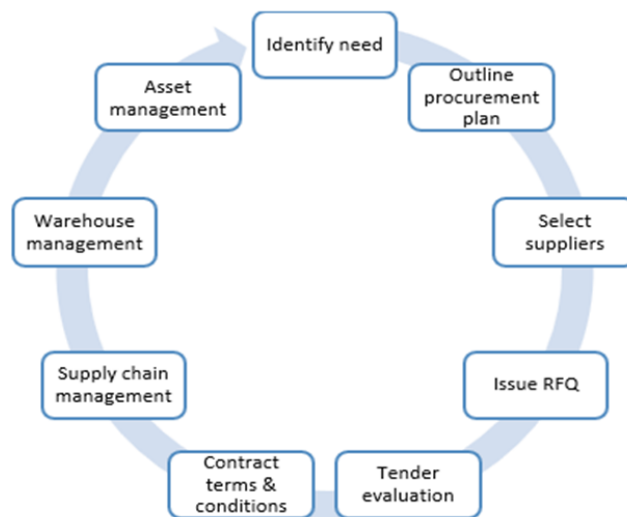 Identify need
Outline
procurement
plan
Select
suppliers
Issue RFQ
Tender
evaluation
Contract
terms &
conditions
Supply chain
management
Warehouse
management
Asset
management